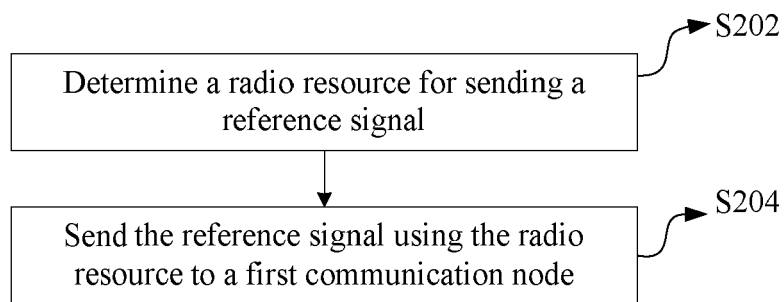 S202
Determine a radio resource for sending a
reference signal
S204
Send the reference signal using the radio
resource to a first communication node